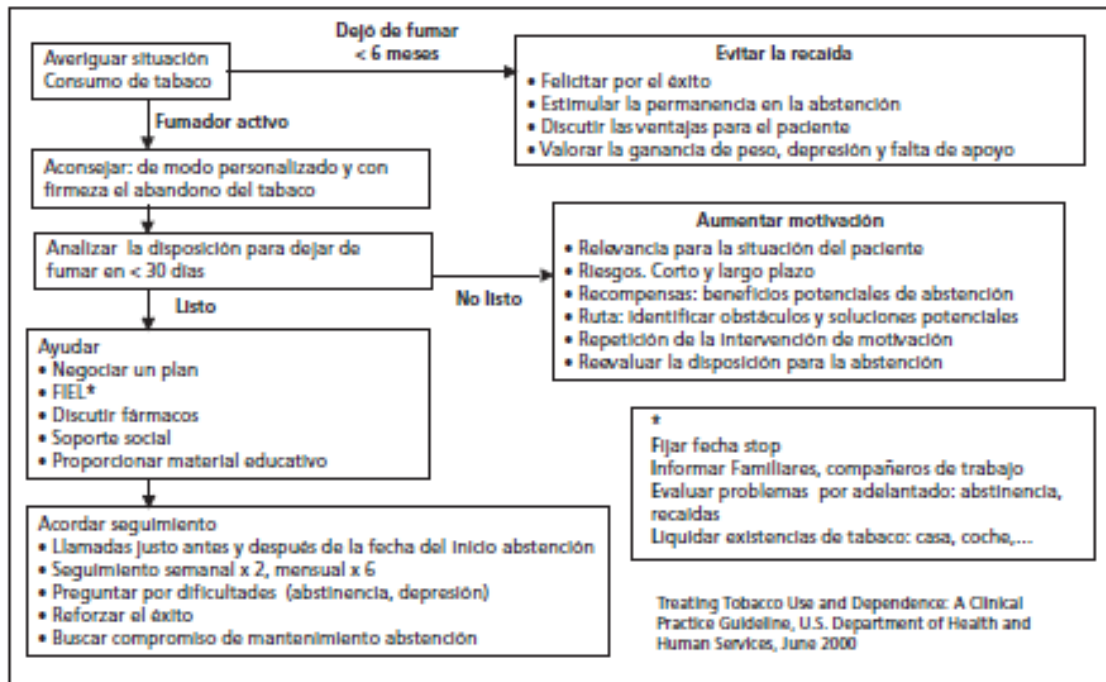 Averiguar situación
Consumo de tabaco
Dejó de fumar
< 6 meses
Evitar la recaída
• Felicitar por el éxito
• Estimular la permanencia en la abstención
• Discutir las ventajas para el paciente
• Valorar la ganancia de peso, depresión y falta de apoyo
Fumador activo
Aconsejar: de modo personalizado y con
firmeza el abandono del tabaco
Analizar la disposición para dejar de
fumar en < 30 días
No listo
Aumentar motivación
• Relevancia para la situación del paciente
• Riesgos. Corto y largo plazo
• Recompensas: beneficios potenciales de abstención
• Ruta: identificar obstáculos y soluciones potenciales
• Repetición de la intervención de motivación
• Reevaluar la disposición para la abstención
Listo
Ayudar
• Negociar un plan
• FIEL*
• Discutir fármacos
• Soporte social
• Proporcionar material educativo
*
Fijar fecha stop
Informar Familiares, compañeros de trabajo
Evaluar problemas por adelantado: abstinencia,
recaídas
Liquidar existencias de tabaco: casa, coche,...
Acordar seguimiento
• Llamadas justo antes y después de la fecha del inicio abstención
• Seguimiento semanal x 2, mensual x 6
• Preguntar por dificultades (abstinencia, depresión)
• Reforzar el éxito
• Buscar compromiso de mantenimiento abstención
Treating Tobacco Use and Dependence: A Clinical
Practice Guideline, U.S. Department of Health and
Human Services, June 2000